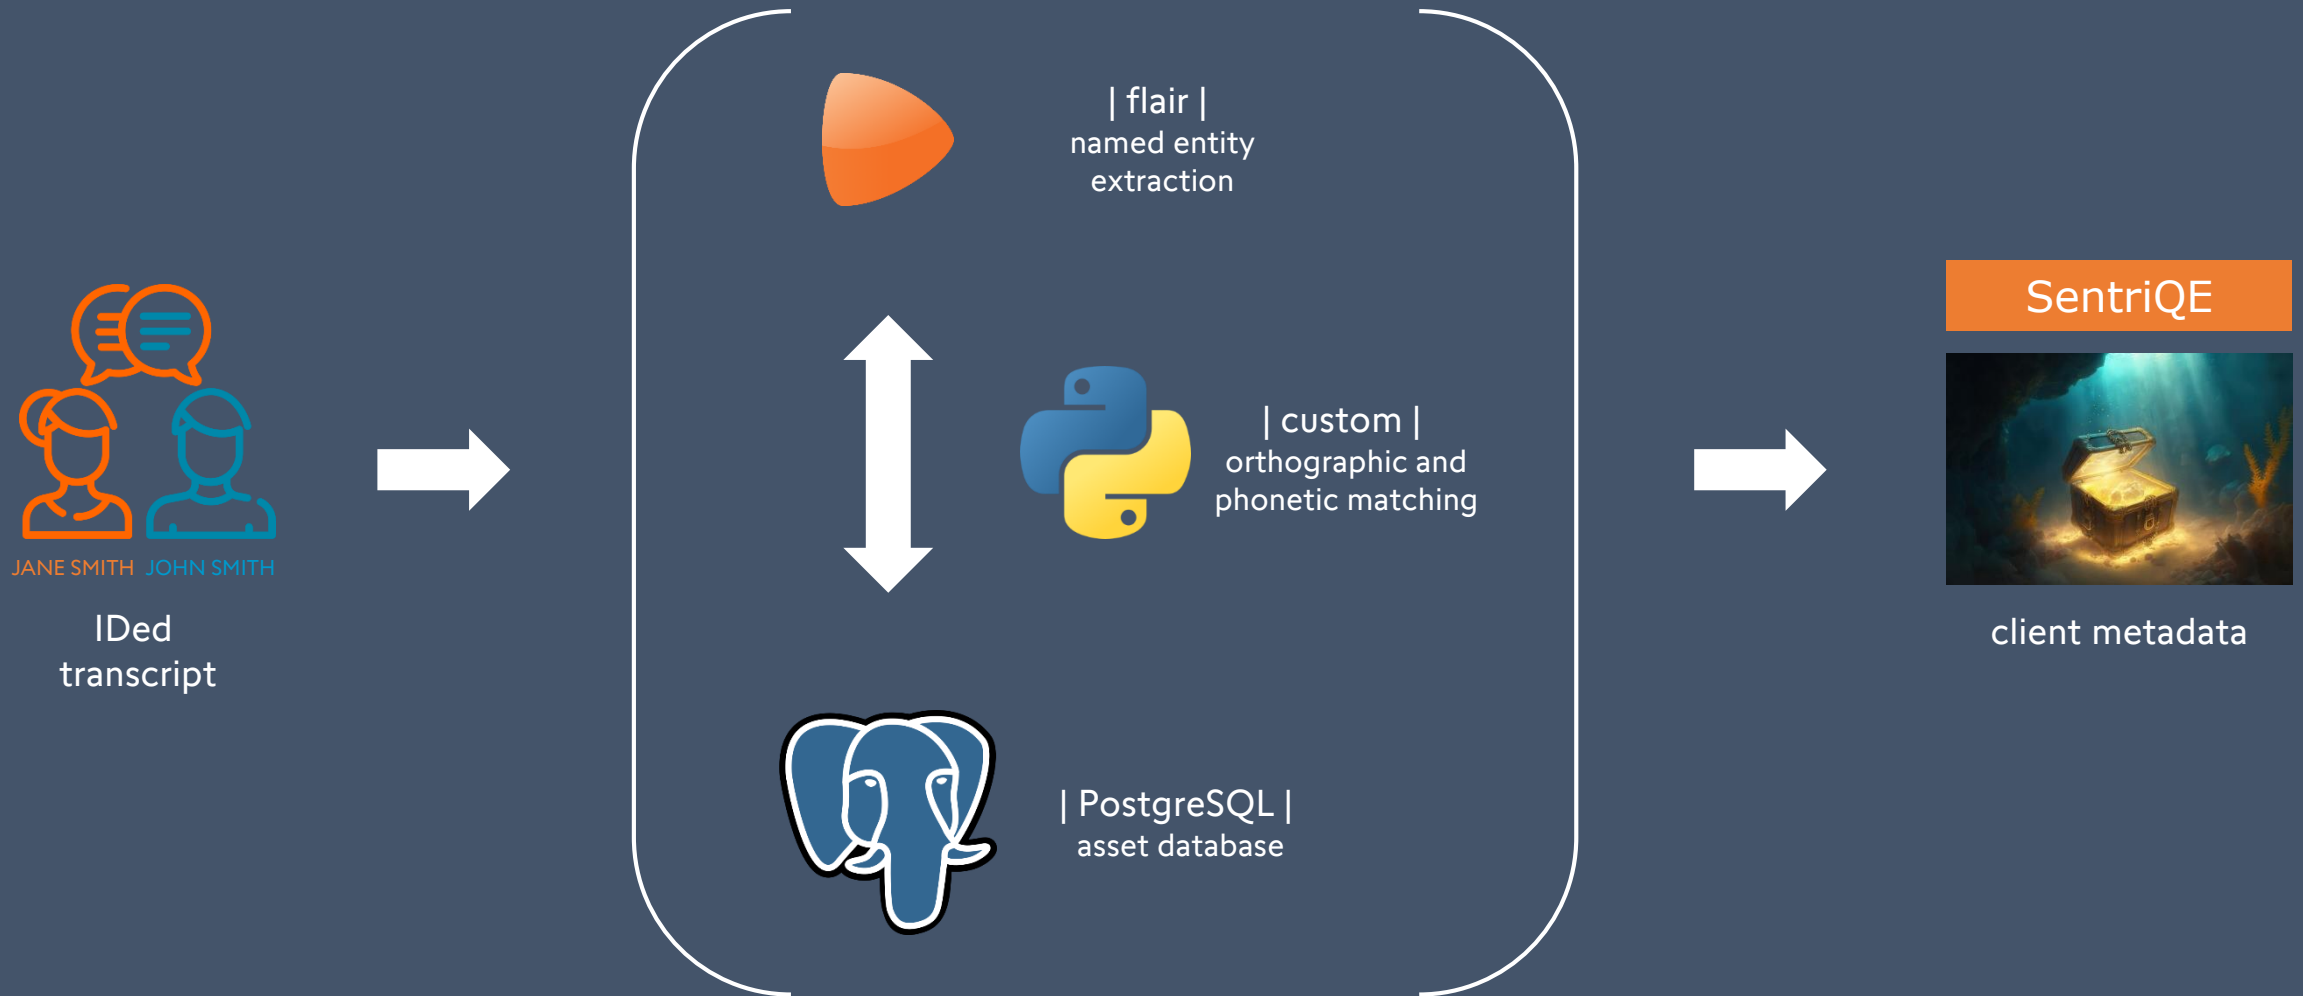 JANE SMITH JOHN SMITH
IDed
transcript
| flair |
named entity
extraction
| custom |
orthographic and
phonetic matching
| PostgreSQL |
asset database
SentriQE
client metadata